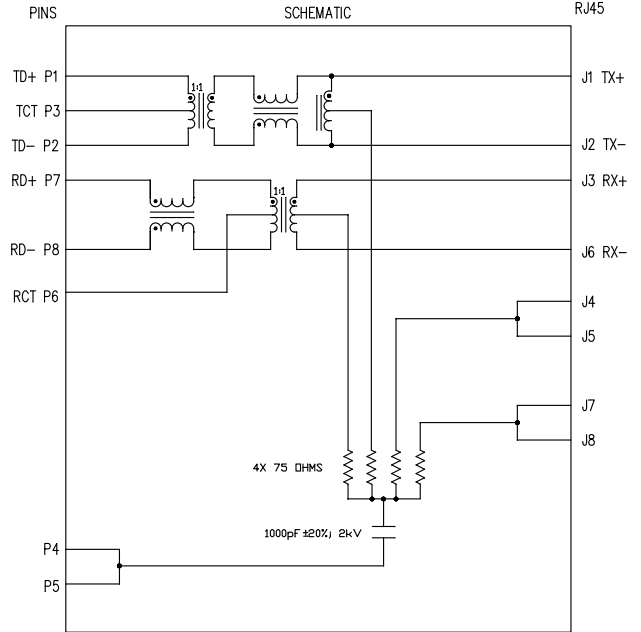 PINS SCHEMATIC RJ45
TD+ P1 J1 TX+
1:1
TCT P3
TD- P2 J2 TX-
RD+ P7 J3 RX+
1:1
RD- P8 J6 RX-
RCT P6
J4
J5
J7
J8
4X 75 OHMS
1000pF ±20%; 2kV
P4
P5